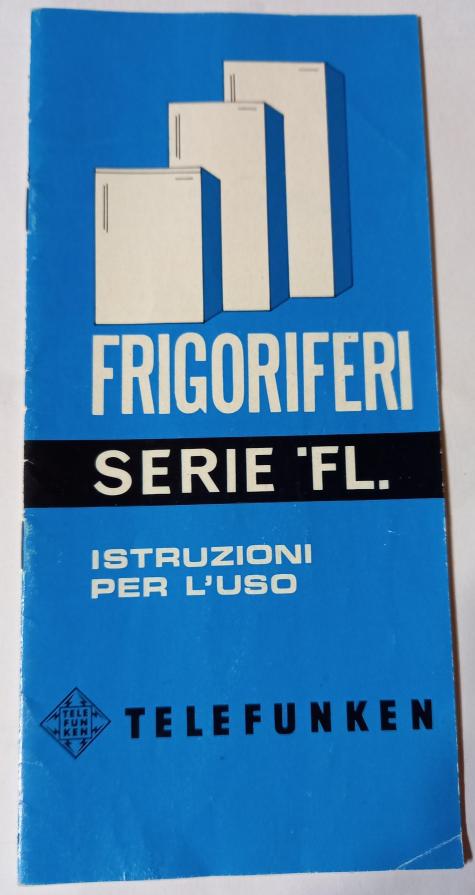 FRIGORIFERI
SERIE "FL.
ISTRUZIONI
PER L'USO
TELE
FUN
KEN
TELEFUNKEN